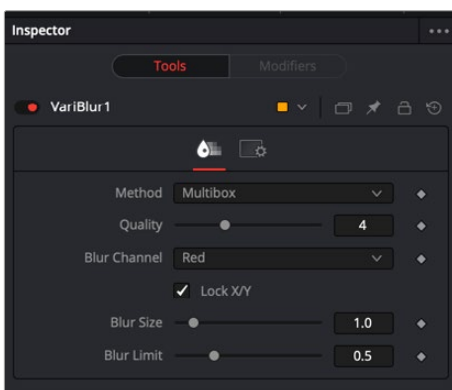 Inspector
Tools Modifiers
VariBlur1
Method Multibox
Quality 4
Blur Channel Red
Lock X/Y
Blur Size 1.0
Blur Limit 0.5